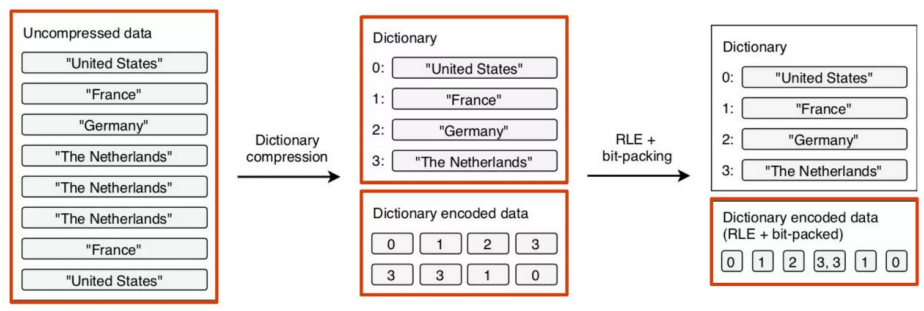 Uncompressed data
"United States"
"France"
"Germany"
"The Netherlands"
"The Netherlands"
"The Netherlands"
"France"
"United States"
Dictionary
compression
Dictionary
0: "United States"
1: "France"
2: "Germany"
3: "The Netherlands"
Dictionary encoded data
0 1 2 3
3 3 1 0
RLE +
bit-packing
Dictionary
0: "United States"
1: "France"
2: "Germany"
3: "The Netherlands"
Dictionary encoded data
(RLE + bit-packed)
0 1 2 3, 3 1 0